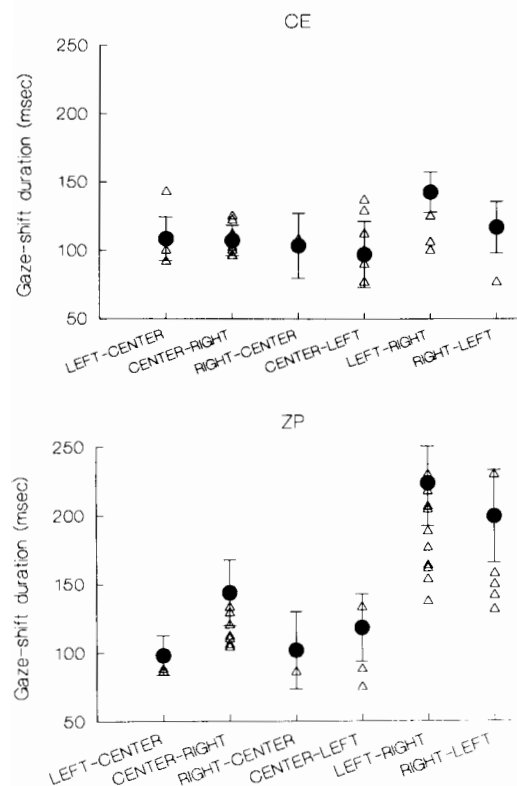 CE
Gaze-shift duration (msec)
250
200
150
100
50
LEFT-CENTER
CENTER-RIGHT
RIGHT-CENTER
CENTER-LEFT
LEFT-RIGHT
RIGHT-LEFT
ZP
Gaze-shift duration (msec)
250
200
150
100
50
LEFT-CENTER
CENTER-RIGHT
RIGHT-CENTER
CENTER-LEFT
LEFT-RIGHT
RIGHT-LEFT